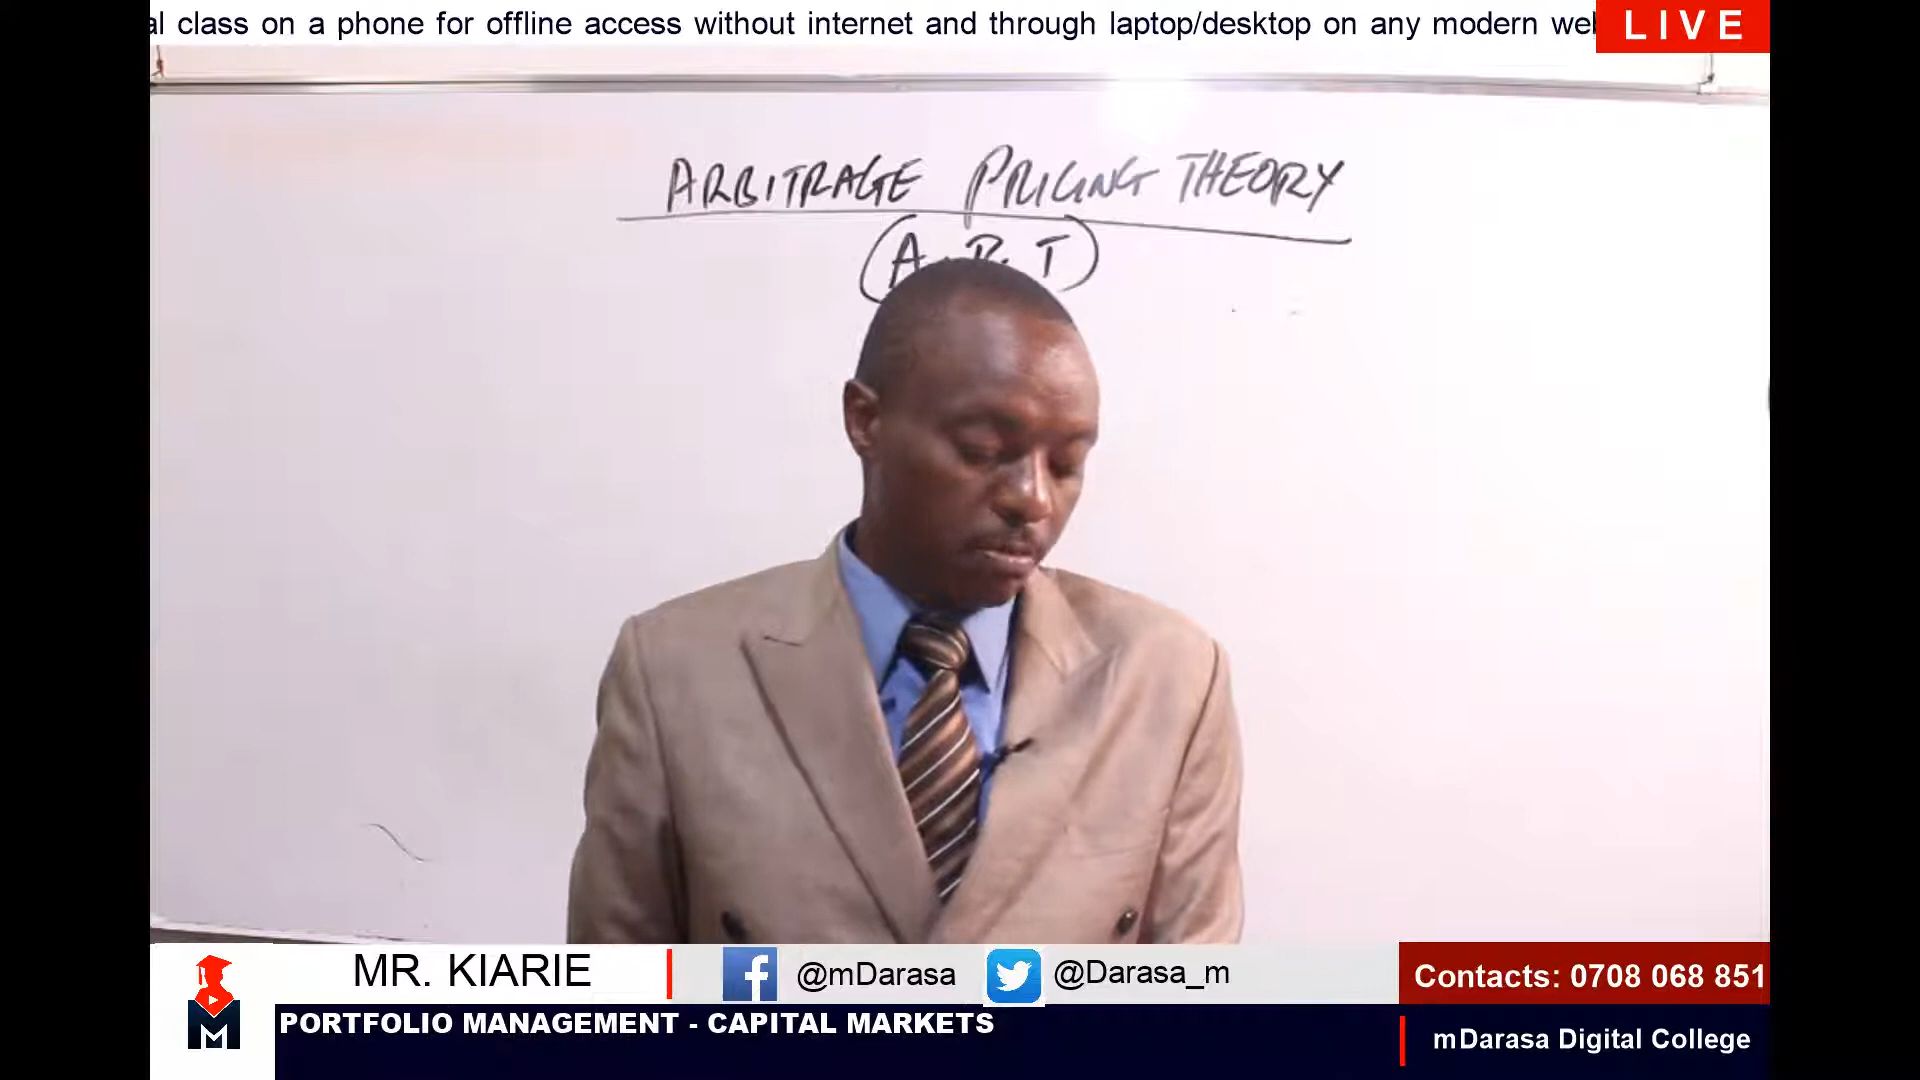 al class on a phone for offline access without internet and through laptop/desktop on any modern we
LIVE
ARBITRAGE PRICING THEORY
(A.P.T)
MR. KIARIE
@mDarasa
@Darasa_m
Contacts: 0708 068 851
M
PORTFOLIO MANAGEMENT - CAPITAL MARKETS
mDarasa Digital College